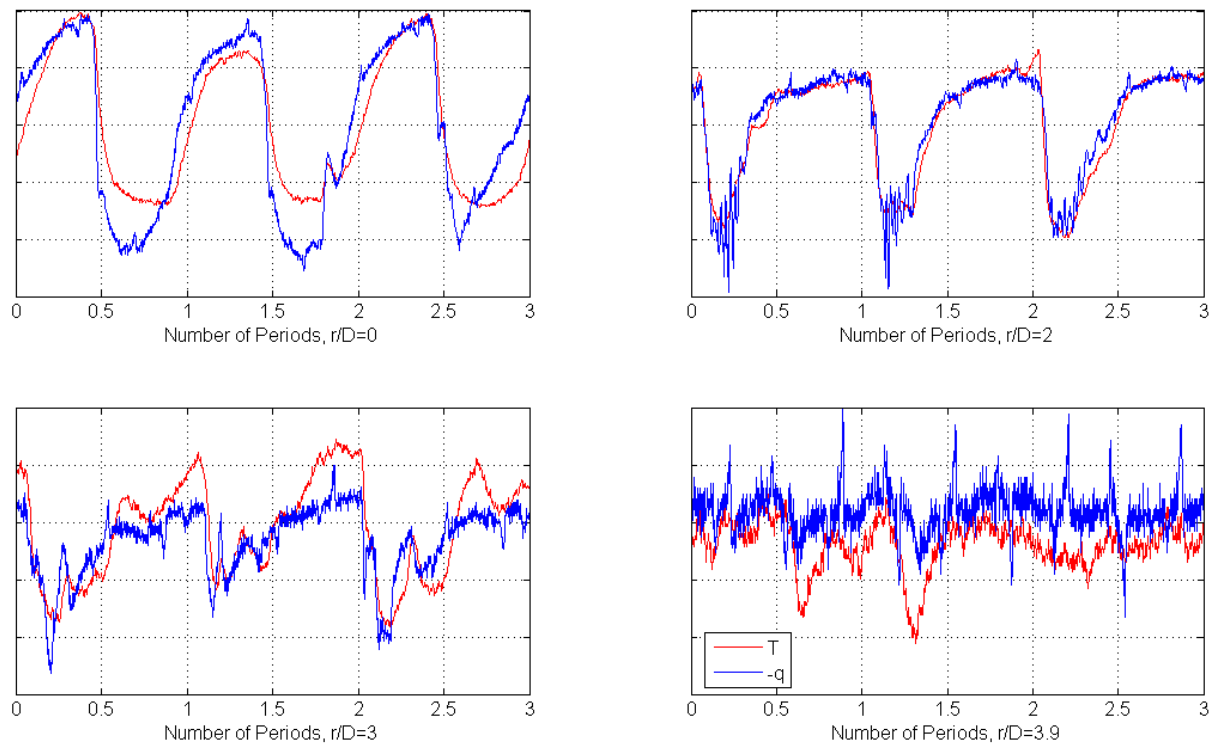 0 0.5 1 1.5 2 2.5 3
Number of Periods, r/D=0
0 0.5 1 1.5 2 2.5 3
Number of Periods, r/D=2
0 0.5 1 1.5 2 2.5 3
Number of Periods, r/D=3
T
-q
0 0.5 1 1.5 2 2.5 3
Number of Periods, r/D=3.9